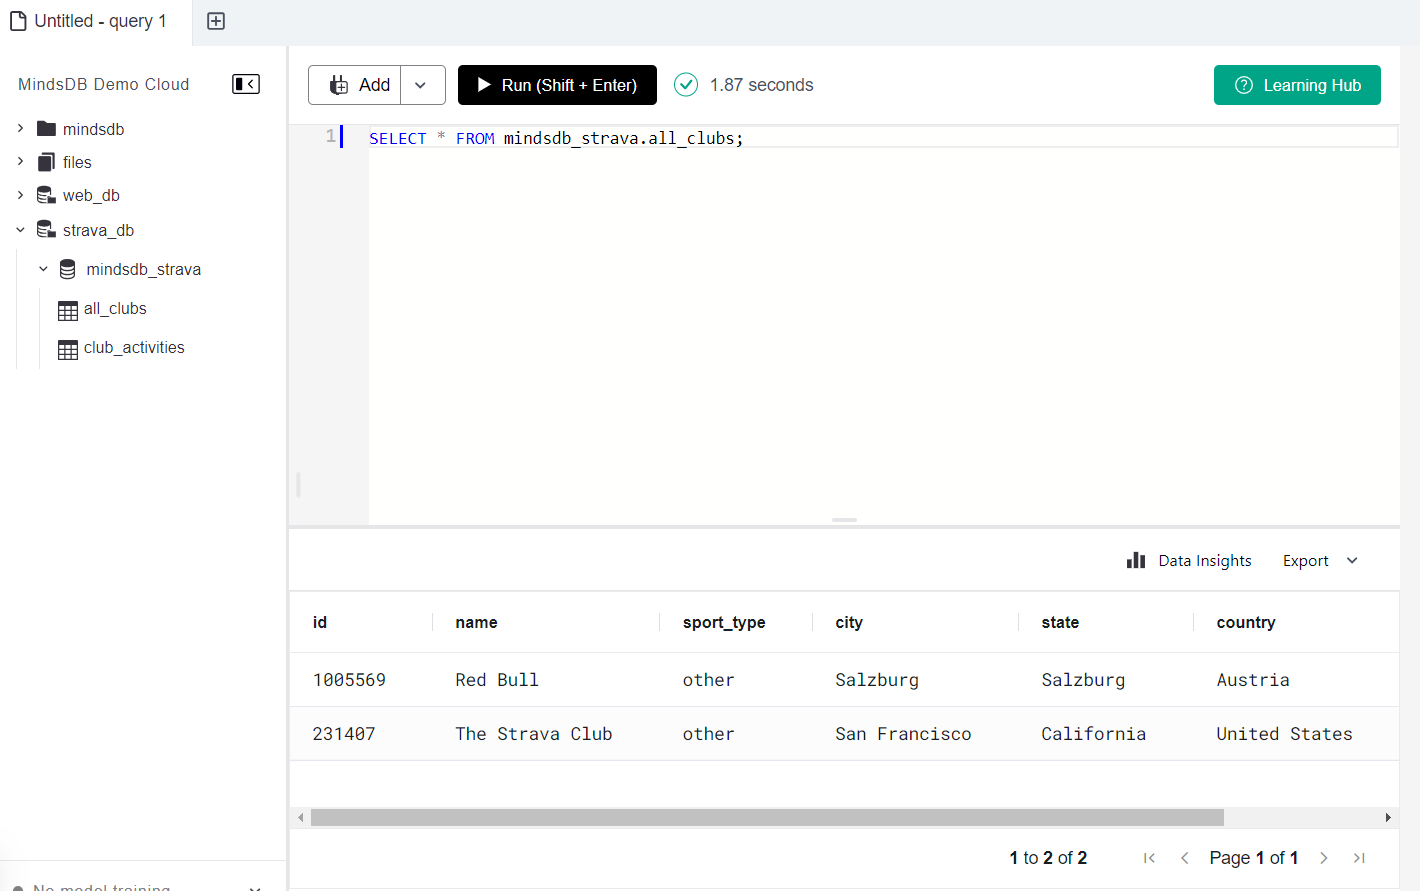 Untitled - query 1
MindsDB Demo Cloud
mindsdb
files
web_db
strava_db
mindsdb_strava
all_clubs
club_activities
No model training
Add
Run (Shift + Enter)
1.87 seconds
Learning Hub
1 SELECT * FROM mindsdb_strava.all_clubs;
Data Insights Export
id name sport_type city state country
1005569 Red Bull other Salzburg Salzburg Austria
231407 The Strava Club other San Francisco California United States
1 to 2 of 2 Page 1 of 1